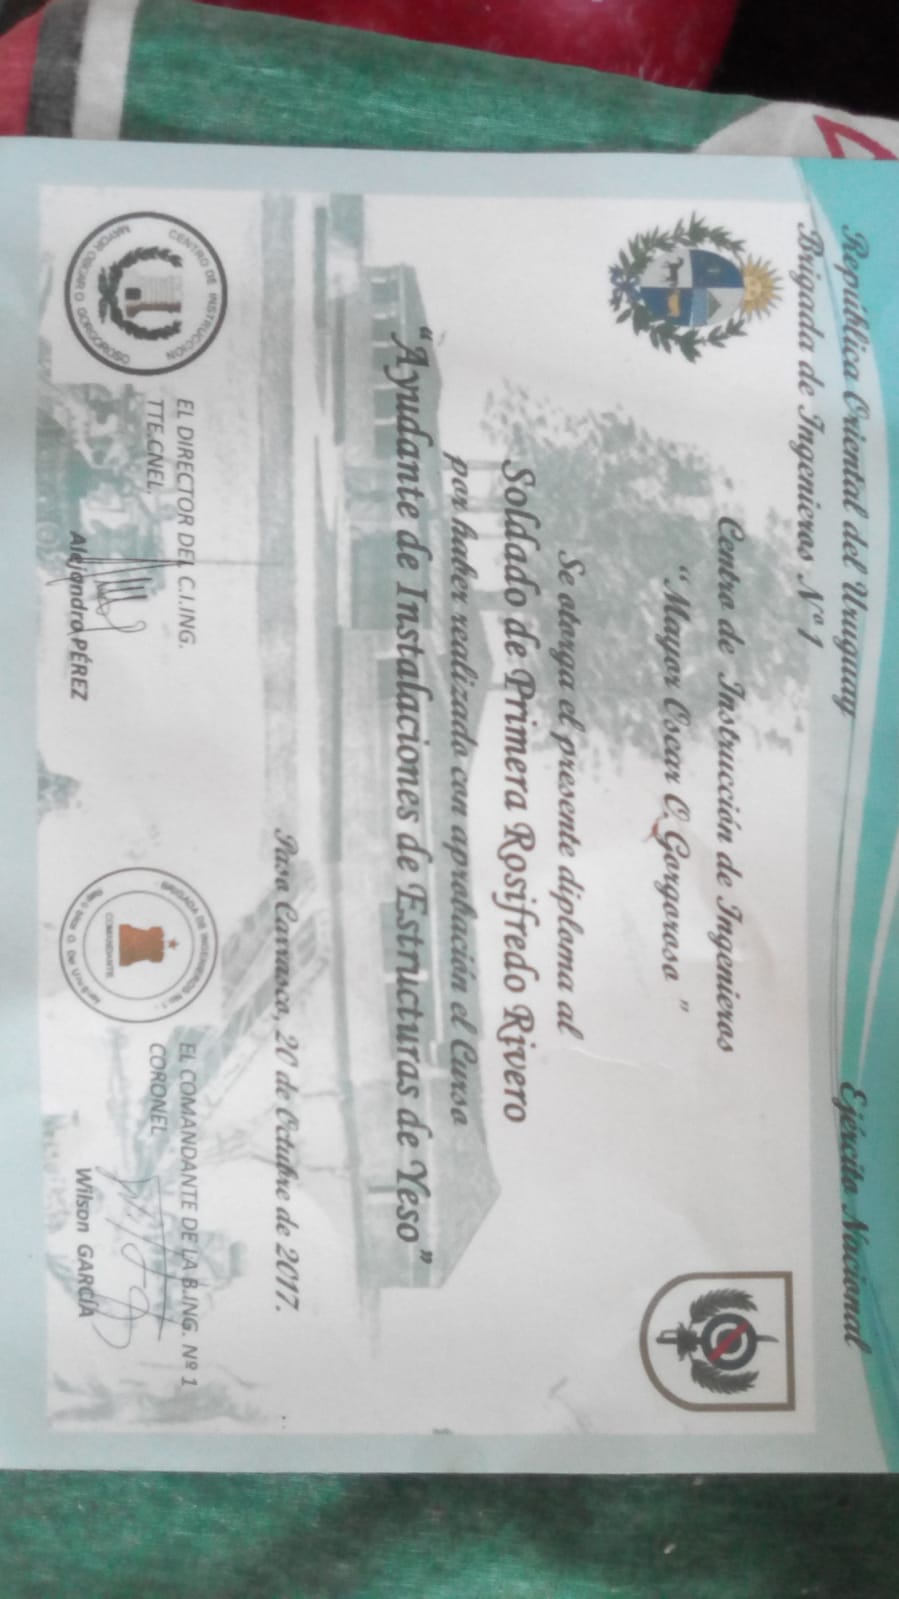 República Oriental del Uruguay
Ejército Nacional
Brigada de Ingenieros Nº 1
Centro de Instrucción de Ingenieros
"Mayor Oscar O. Gorgoroso"
Se otorga el presente diploma al
Soldado de Primera Rosifredo Rivero
por haber realizado con aprobación el Curso
"Ayudante de Instalaciones de Estructuras de Yeso"
Paso Carrasco, 20 de Octubre de 2017.
CENTRO DE INSTRUCCION
MAYOR OSCAR O. GORGOROSO
EL DIRECTOR DEL C.I.ING.
TTE.CNEL.
Alejandro PÉREZ
BRIGADA DE INGENIEROS No. 1
COMANDANTE
EL COMANDANTE DE LA B.ING. Nº 1
CORONEL
Wilson GARCÍA